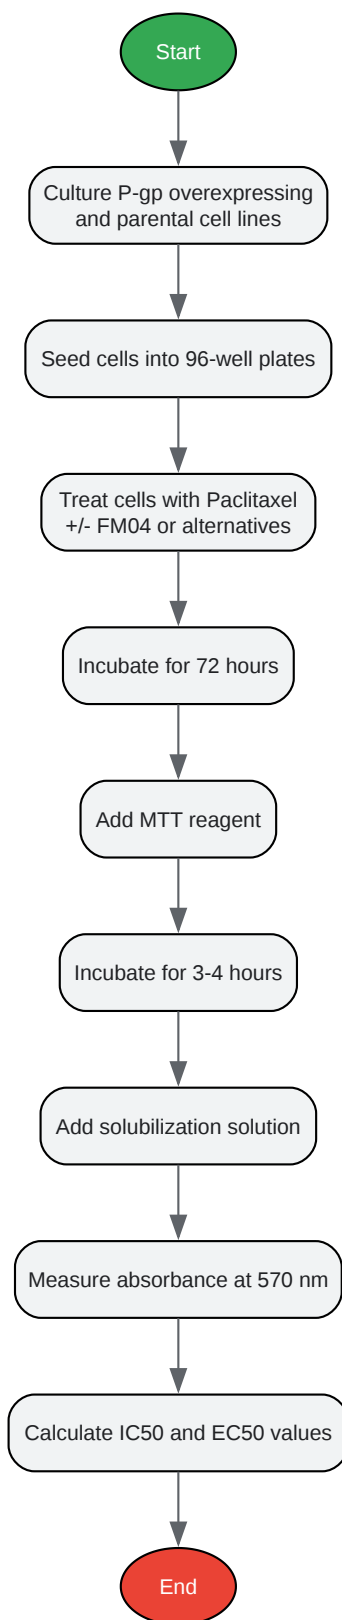 Start
Culture P-gp overexpressing
and parental cell lines
Seed cells into 96-well plates
Treat cells with Paclitaxel
+/- FM04 or alternatives
Incubate for 72 hours
Add MTT reagent
Incubate for 3-4 hours
Add solubilization solution
Measure absorbance at 570 nm
Calculate IC50 and EC50 values
End